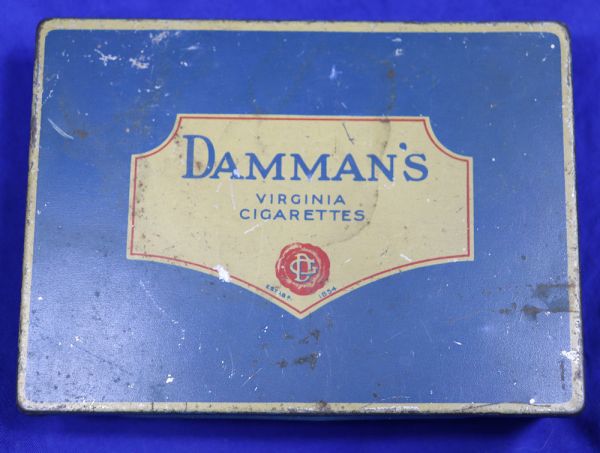 DAMMAN'S
VIRGINIA
CIGARETTES
ESTAB. 1854